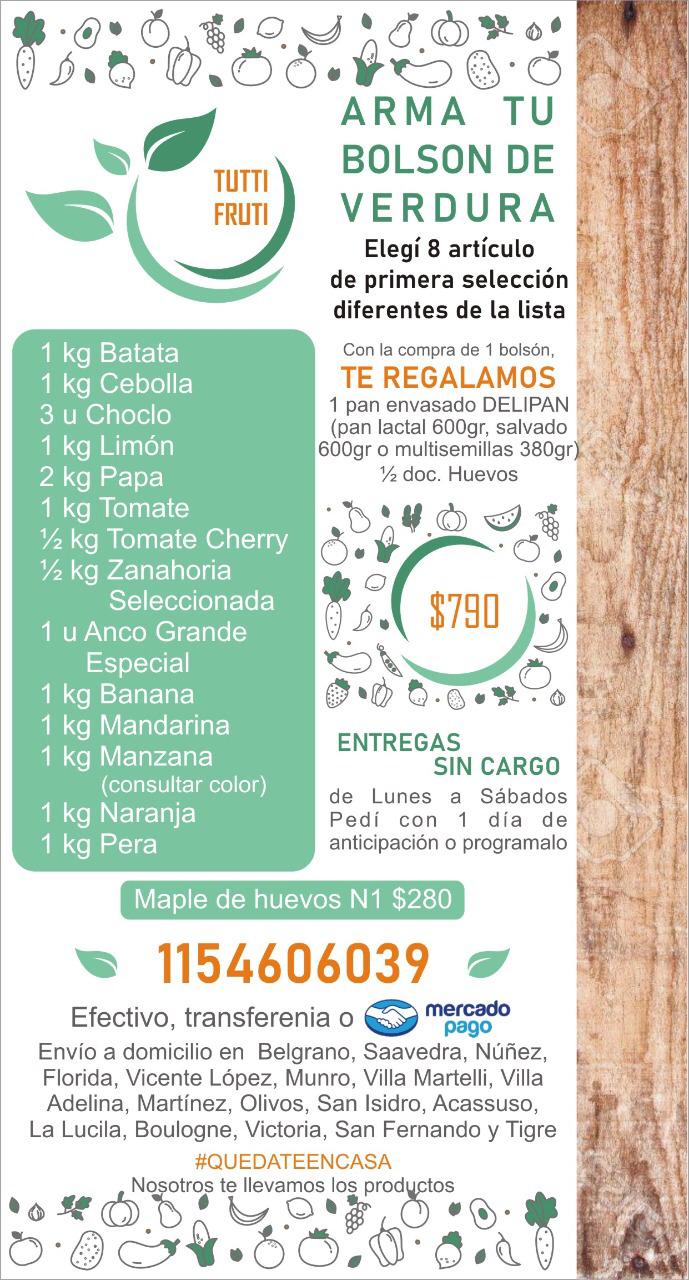 TUTTI
FRUTI
ARMA TU
BOLSON DE
VERDURA
Elegí 8 artículo
de primera selección
diferentes de la lista
1 kg Batata
1 kg Cebolla
3 u Choclo
1 kg Limón
2 kg Papa
1 kg Tomate
½ kg Tomate Cherry
½ kg Zanahoria
Seleccionada
1 u Anco Grande
Especial
1 kg Banana
1 kg Mandarina
1 kg Manzana
(consultar color)
1 kg Naranja
1 kg Pera
Con la compra de 1 bolsón,
TE REGALAMOS
1 pan envasado DELIPAN
(pan lactal 600gr, salvado
600gr o multisemillas 380gr)
½ doc. Huevos
$790
ENTREGAS
SIN CARGO
de Lunes a Sábados
Pedí con 1 día de
anticipación o programalo
Maple de huevos N1 $280
1154606039
Efectivo, transferenia o mercado
pago
Envío a domicilio en Belgrano, Saavedra, Núñez,
Florida, Vicente López, Munro, Villa Martelli, Villa
Adelina, Martínez, Olivos, San Isidro, Acassuso,
La Lucila, Boulogne, Victoria, San Fernando y Tigre
#QUEDATEENCASA
Nosotros te llevamos los productos